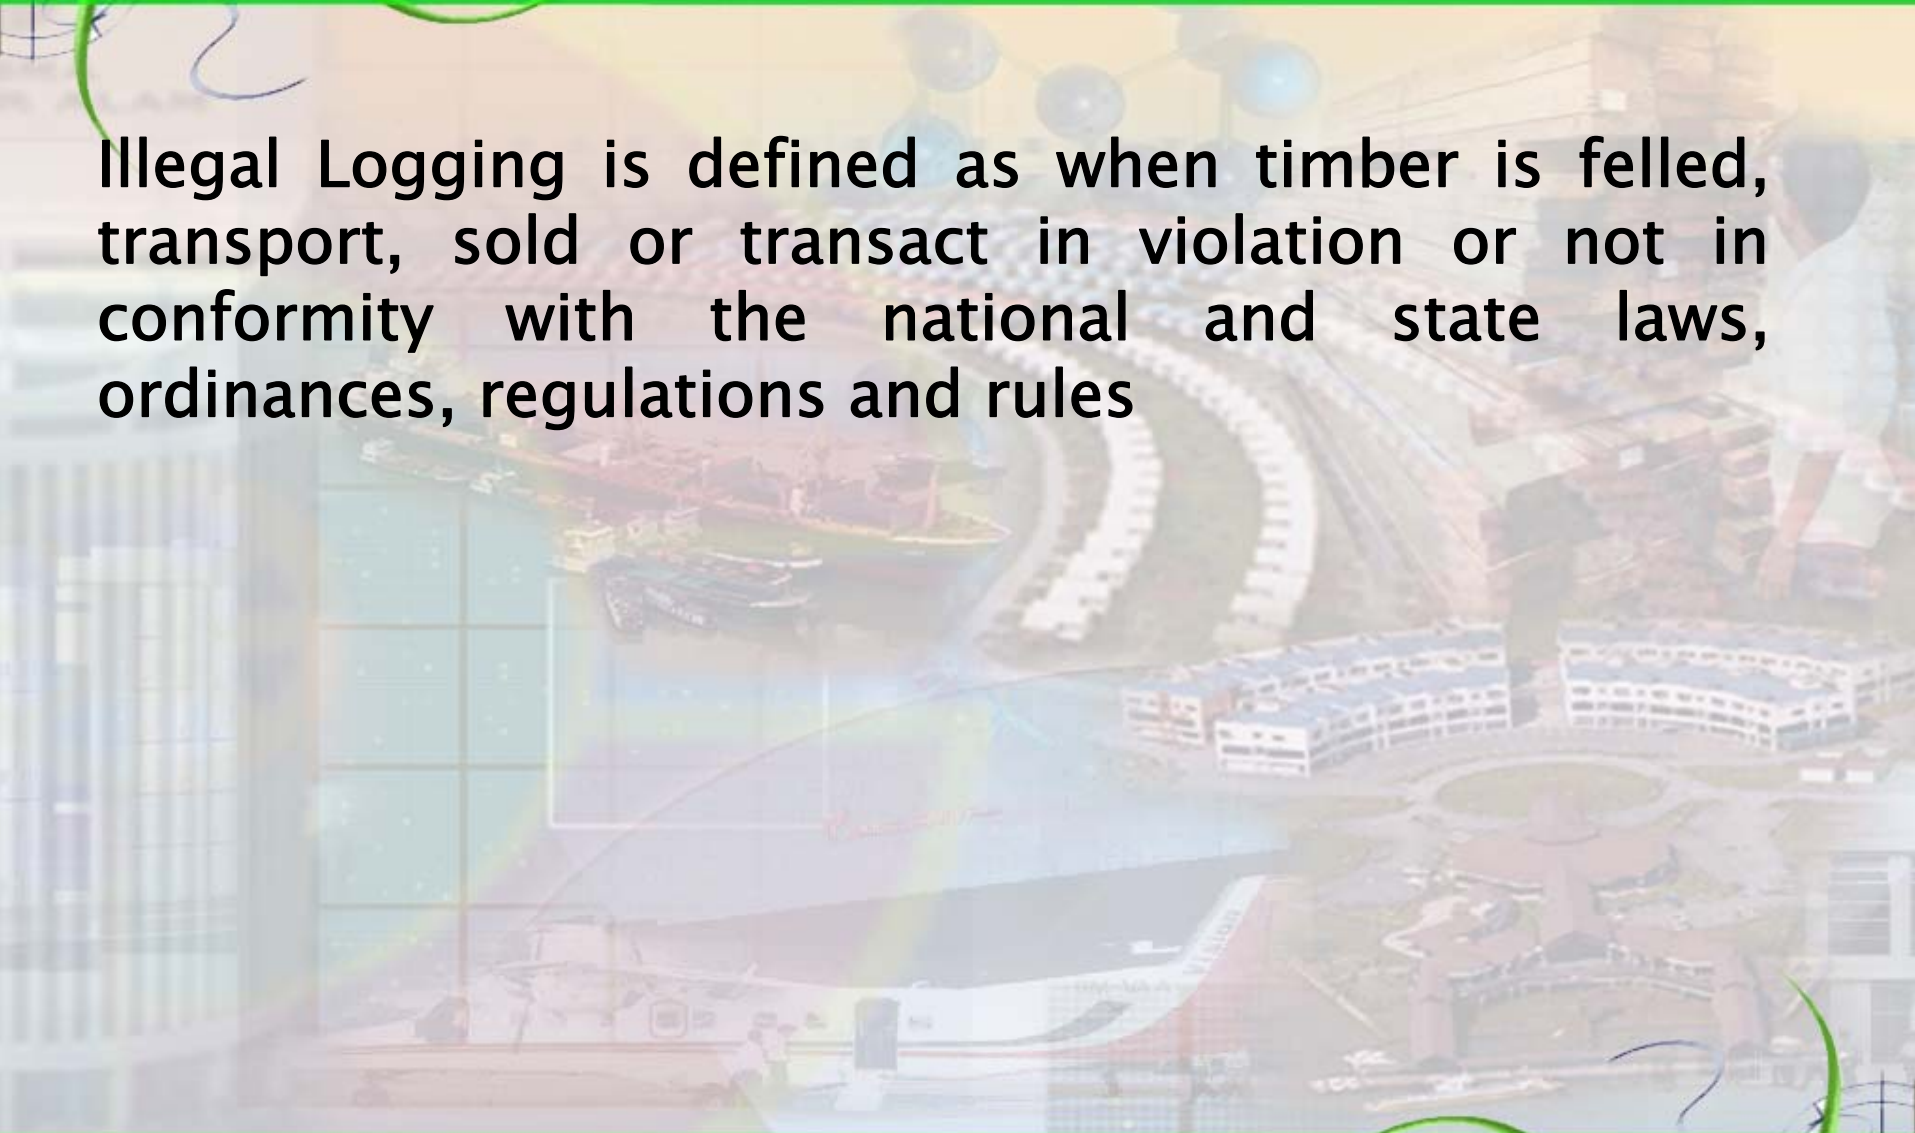 Illegal Logging is defined as when timber is felled,
transport, sold or transact in violation or not in
conformity with the national and state laws,
ordinances, regulations and rules